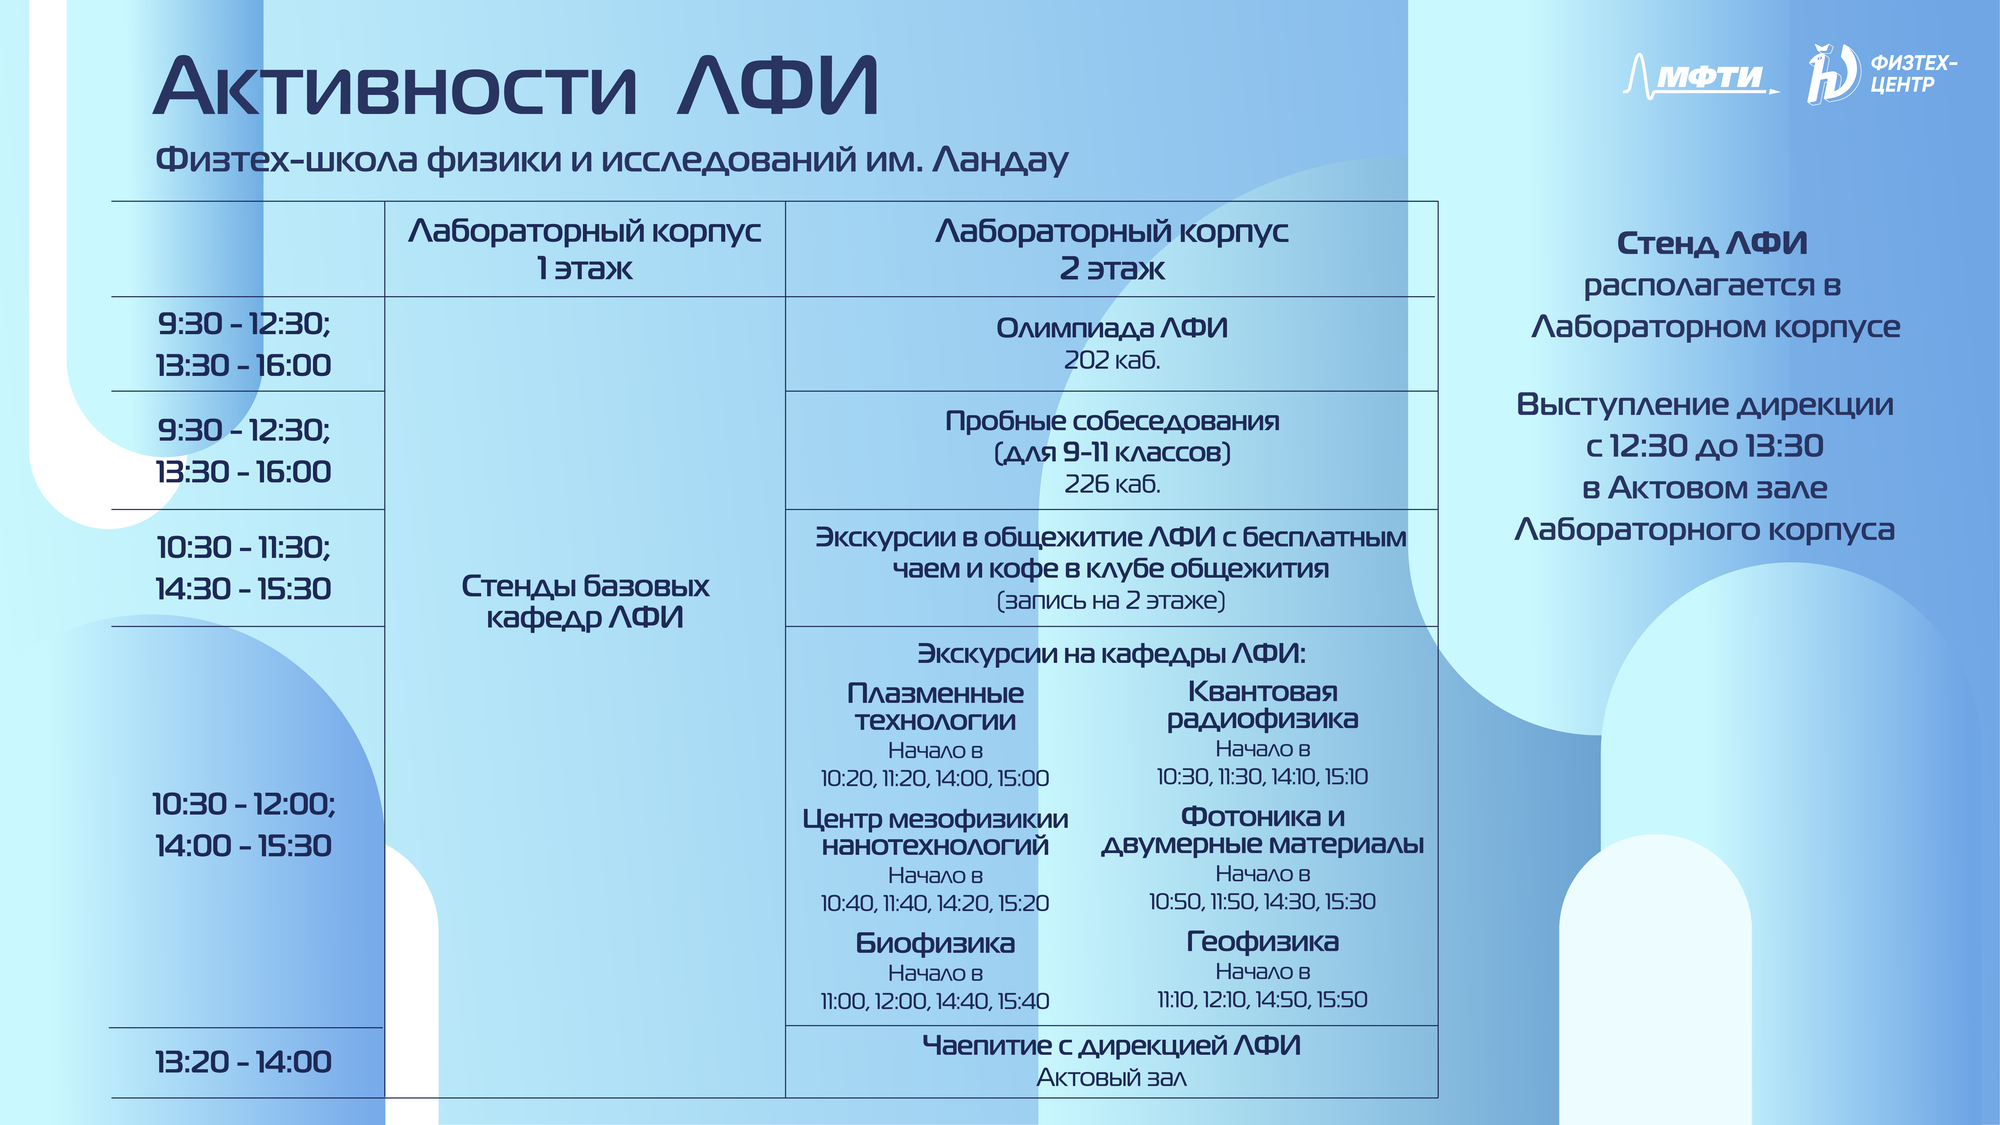 Активности ЛФИ
Физтех-школа физики и исследований им. Ландау
МФТИ
ФИЗТЕХ-
ЦЕНТР
Лабораторный корпус
1 этаж
Лабораторный корпус
2 этаж
9:30 - 12:30;
13:30 - 16:00
Олимпиада ЛФИ
202 каб.
9:30 - 12:30;
13:30 - 16:00
Пробные собеседования
(для 9-11 классов)
226 каб.
10:30 - 11:30;
14:30 - 15:30
Экскурсии в общежитие ЛФИ с бесплатным
чаем и кофе в клубе общежития
(запись на 2 этаже)
Стенды базовых
кафедр ЛФИ
10:30 - 12:00;
14:00 - 15:30
Экскурсии на кафедры ЛФИ:
Плазменные
технологии
Начало в
10:20, 11:20, 14:00, 15:00
Квантовая
радиофизика
Начало в
10:30, 11:30, 14:10, 15:10
Центр мезофизикии
нанотехнологий
Начало в
10:40, 11:40, 14:20, 15:20
Фотоника и
двумерные материалы
Начало в
10:50, 11:50, 14:30, 15:30
Биофизика
Начало в
11:00, 12:00, 14:40, 15:40
Геофизика
Начало в
11:10, 12:10, 14:50, 15:50
13:20 - 14:00
Чаепитие с дирекцией ЛФИ
Актовый зал
Стенд ЛФИ
располагается в
Лабораторном корпусе
Выступление дирекции
с 12:30 до 13:30
в Актовом зале
Лабораторного корпуса